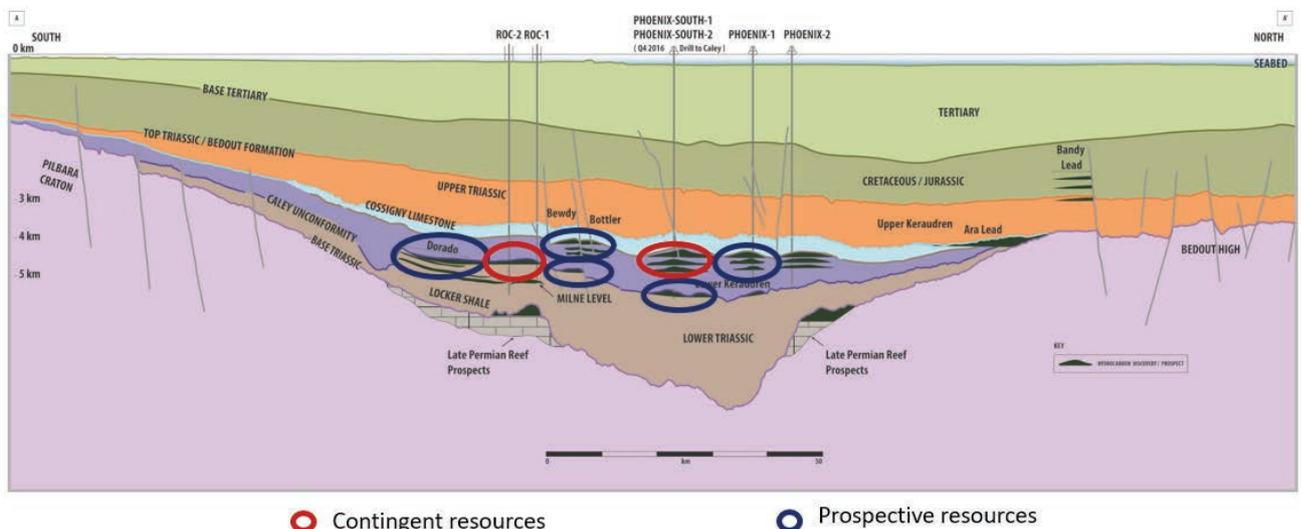 A
A'
SOUTH
PHOENIX-SOUTH-1
ROC-2 ROC-1
PHOENIX-SOUTH-2
PHOENIX-1
PHOENIX-2
NORTH
( Q4 2016 Drill to Caley )
0 km
SEABED
BASE TERTIARY
TERTIARY
TOP TRIASSIC / BEDOUT FORMATION
Bandy
Lead
PILBARA
CRATON
CRETACEOUS / JURASSIC
UPPER TRIASSIC
3 km
CALEY UNCONFORMITY
COSSIGNY LIMESTONE
Bewdy
Bottler
Upper Keraudren
Ara Lead
4 km
BASE TRIASSIC
Dorado
BEDOUT HIGH
5 km
Lower Keraudren
LOCKER SHALE
MILNE LEVEL
LOWER TRIASSIC
Late Permian Reef
Prospects
Late Permian Reef
Prospects
KEY
HYDROCARBON DISCOVERY / PROSPECT
0
km
50
Contingent resources
Prospective resources